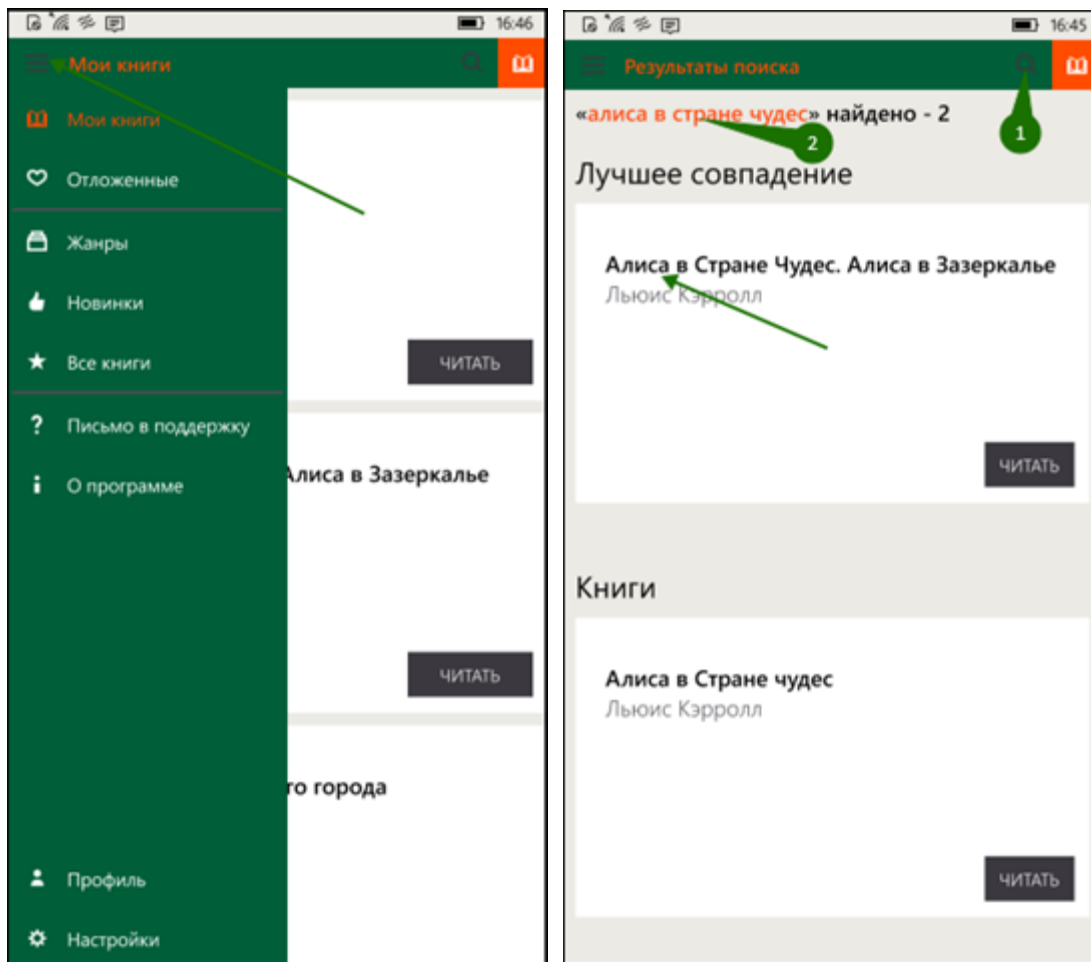 16:46
Мои книги
Мои книги
Отложенные
Жанры
Новинки
Все книги
Письмо в поддержку
О программе
Профиль
Настройки
ЧИТАТЬ
Алиса в Зазеркалье
ЧИТАТЬ
го города
16:45
Результаты поиска
«алиса в стране чудес» найдено - 2
1
2
Лучшее совпадение
Алиса в Стране Чудес. Алиса в Зазеркалье
Льюис Кэрролл
ЧИТАТЬ
Книги
Алиса в Стране чудес
Льюис Кэрролл
ЧИТАТЬ